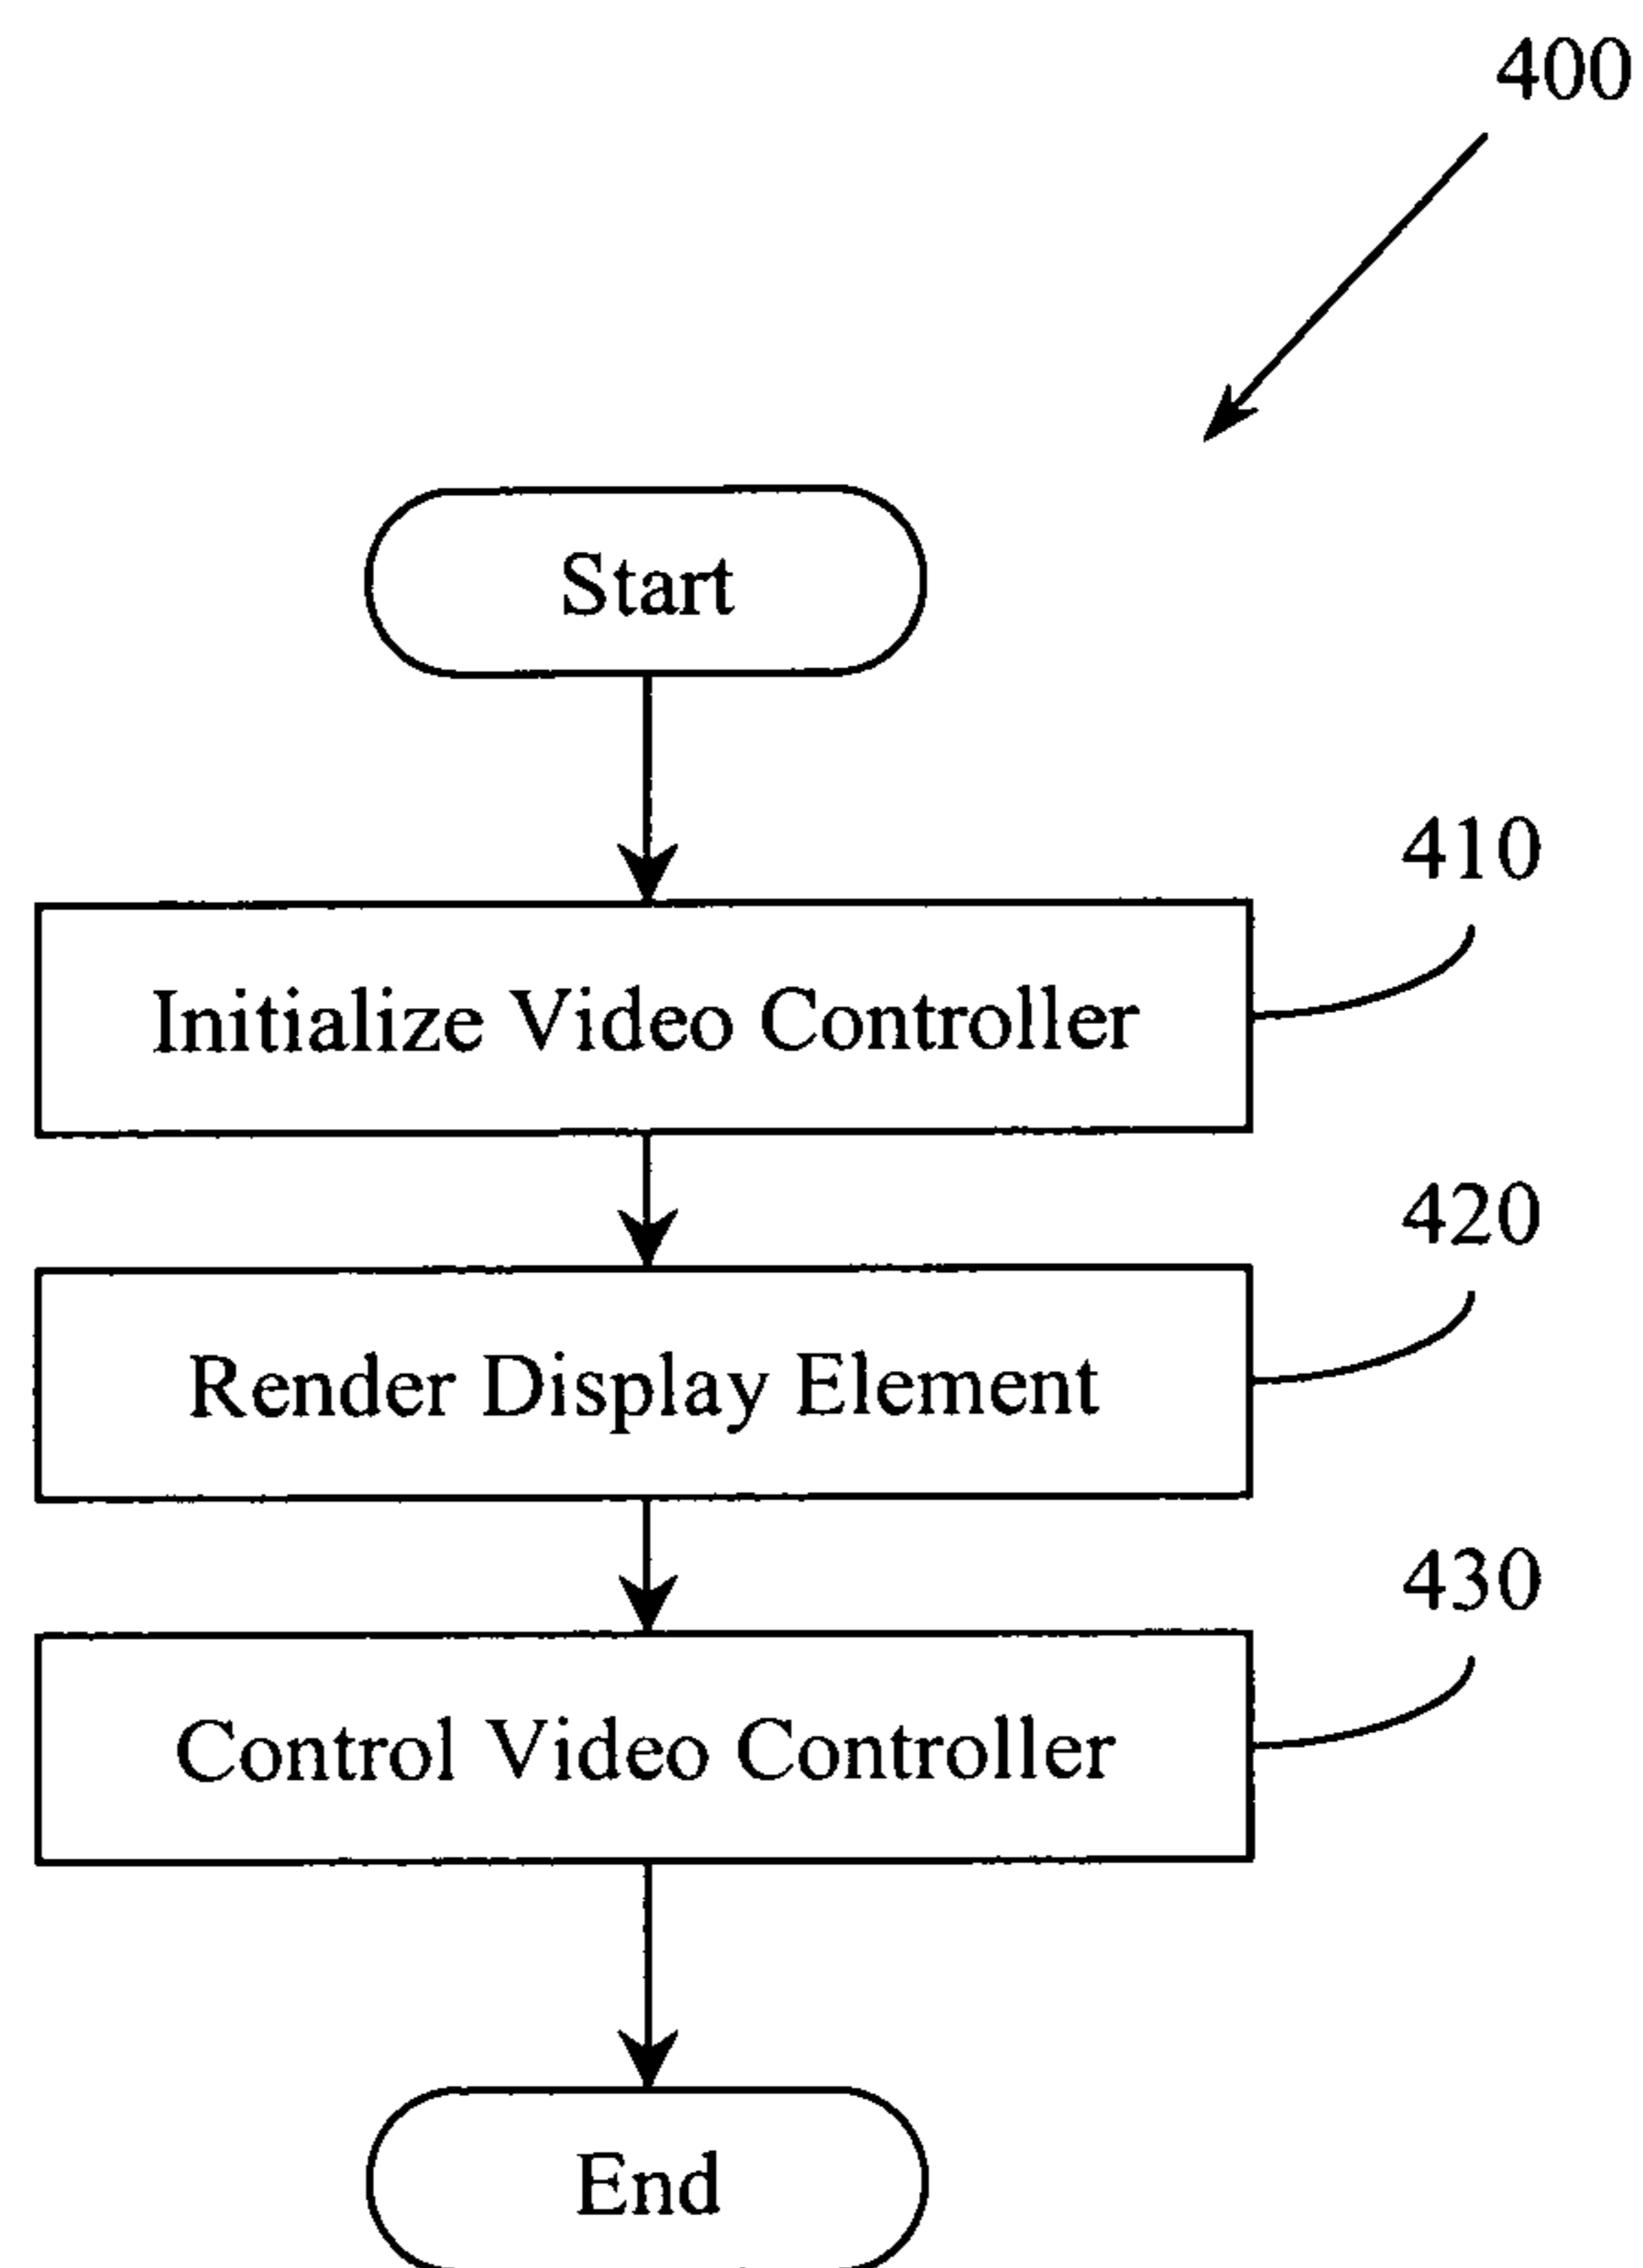 400
Start
410
Initialize Video Controller
420
Render Display Element
430
Control Video Controller
End